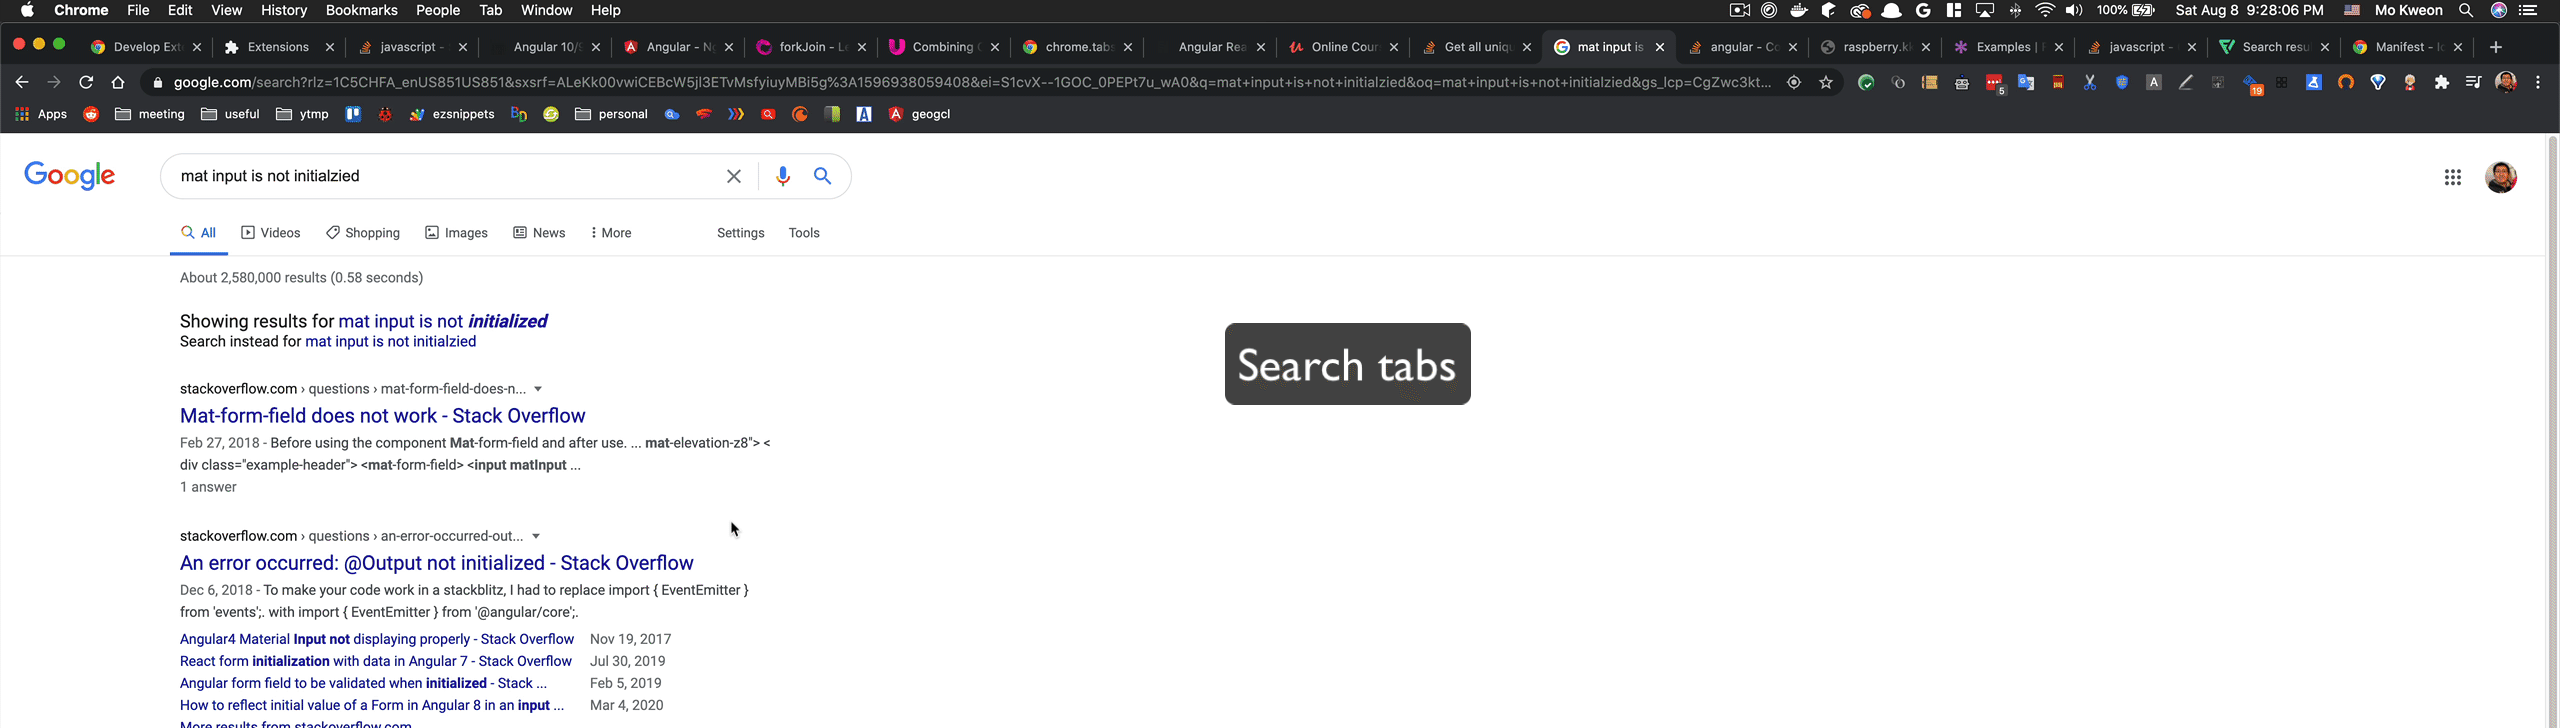 Chrome File Edit View History Bookmarks People Tab Window Help 100% Sat Aug 8 9:28:06 PM Mo Kweon
Develop Ext Extensions javascript - Angular 10/ Angular - N forkJoin - Le Combining chrome.tabs Angular Rea Online Cour Get all uniq mat input is angular - Co raspberry.k Examples | javascript - Search resu Manifest - Ic
google.com/search?rlz=1C5CHFA_enUS851US851&sxsrf=ALeKk00vwiCEBcW5jl3ETvMsfyiuyMBi5g%3A1596938059408&ei=S1cvX--1GOC_0PEPt7u_wA0&q=mat+input+is+not+initialzied&oq=mat+input+is+not+initialzied&gs_lcp=CgZwc3kt... 5 19
Apps meeting useful ytmp ezsnippets personal geogcl
Google mat input is not initialzied
All Videos Shopping Images News More Settings Tools
About 2,580,000 results (0.58 seconds)
Showing results for mat input is not initialized
Search instead for mat input is not initialzied
Search tabs
stackoverflow.com › questions › mat-form-field-does-n...
Mat-form-field does not work - Stack Overflow
Feb 27, 2018 - Before using the component Mat-form-field and after use. ... mat-elevation-z8"> <
div class="example-header"> <mat-form-field> <input matInput ...
1 answer
stackoverflow.com › questions › an-error-occurred-out...
An error occurred: @Output not initialized - Stack Overflow
Dec 6, 2018 - To make your code work in a stackblitz, I had to replace import { EventEmitter }
from 'events';. with import { EventEmitter } from '@angular/core';.
Angular4 Material Input not displaying properly - Stack Overflow Nov 19, 2017
React form initialization with data in Angular 7 - Stack Overflow Jul 30, 2019
Angular form field to be validated when initialized - Stack ... Feb 5, 2019
How to reflect initial value of a Form in Angular 8 in an input ... Mar 4, 2020
More results from stackoverflow.com